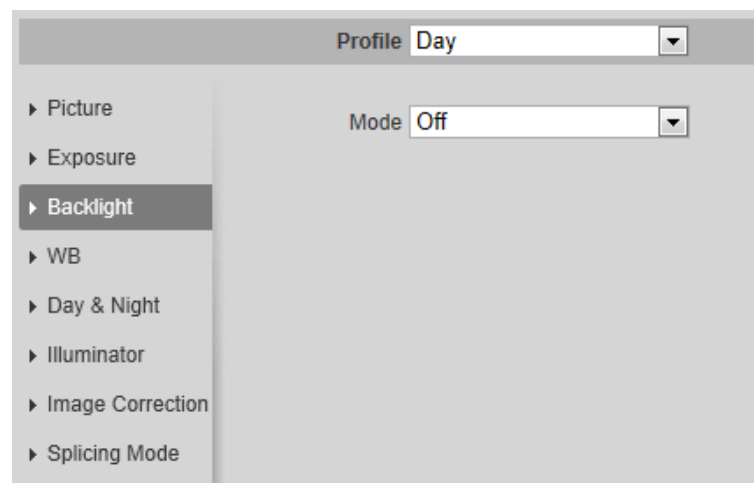 Profile Day
Picture
Mode Off
Exposure
Backlight
WB
Day & Night
Illuminator
Image Correction
Splicing Mode